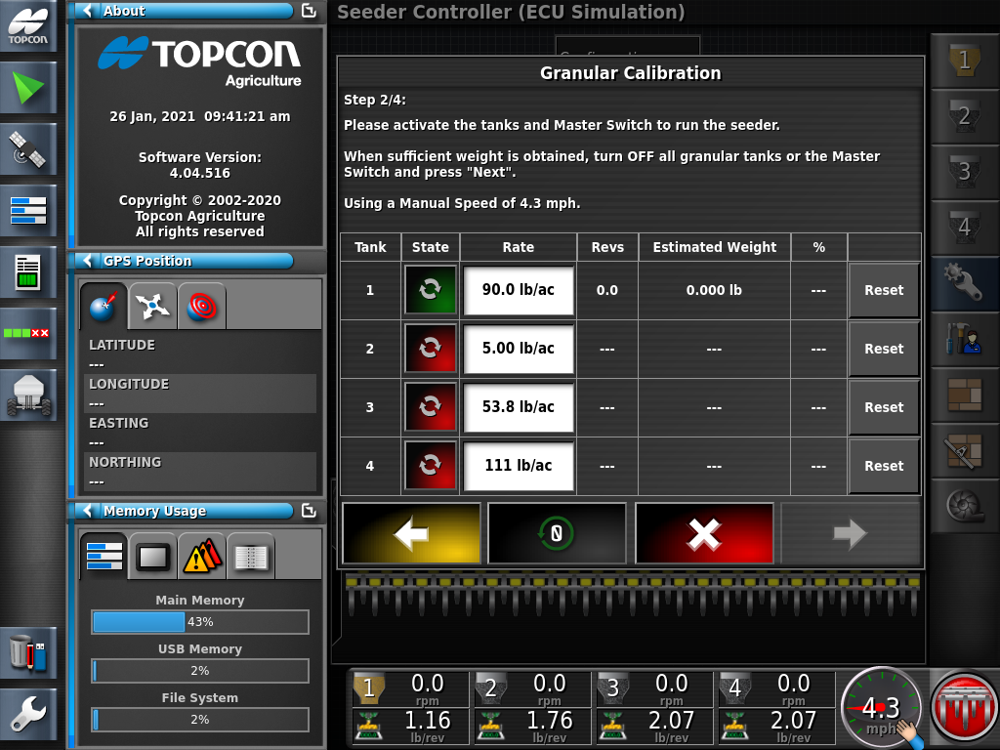 TOPCON
About
TOPCON
Agriculture
26 Jan, 2021 09:41:21 am
Software Version:
4.04.516
Copyright © 2002-2020
Topcon Agriculture
All rights reserved
GPS Position
LATITUDE
---
LONGITUDE
---
EASTING
---
NORTHING
---
Memory Usage
Main Memory
43%
USB Memory
2%
File System
2%
Seeder Controller (ECU Simulation)
Granular Calibration
Step 2/4:
Please activate the tanks and Master Switch to run the seeder.
When sufficient weight is obtained, turn OFF all granular tanks or the Master
Switch and press "Next".
Using a Manual Speed of 4.3 mph.
Tank State Rate Revs Estimated Weight %
1 90.0 lb/ac 0.0 0.000 lb --- Reset
2 5.00 lb/ac --- --- --- Reset
3 53.8 lb/ac --- --- --- Reset
4 111 lb/ac --- --- --- Reset
0
1 0.0 2 0.0 3 0.0 4 0.0
rpm rpm rpm rpm
1.16 1.76 2.07 2.07
lb/rev lb/rev lb/rev lb/rev
4.3
mph
1
2
3
4